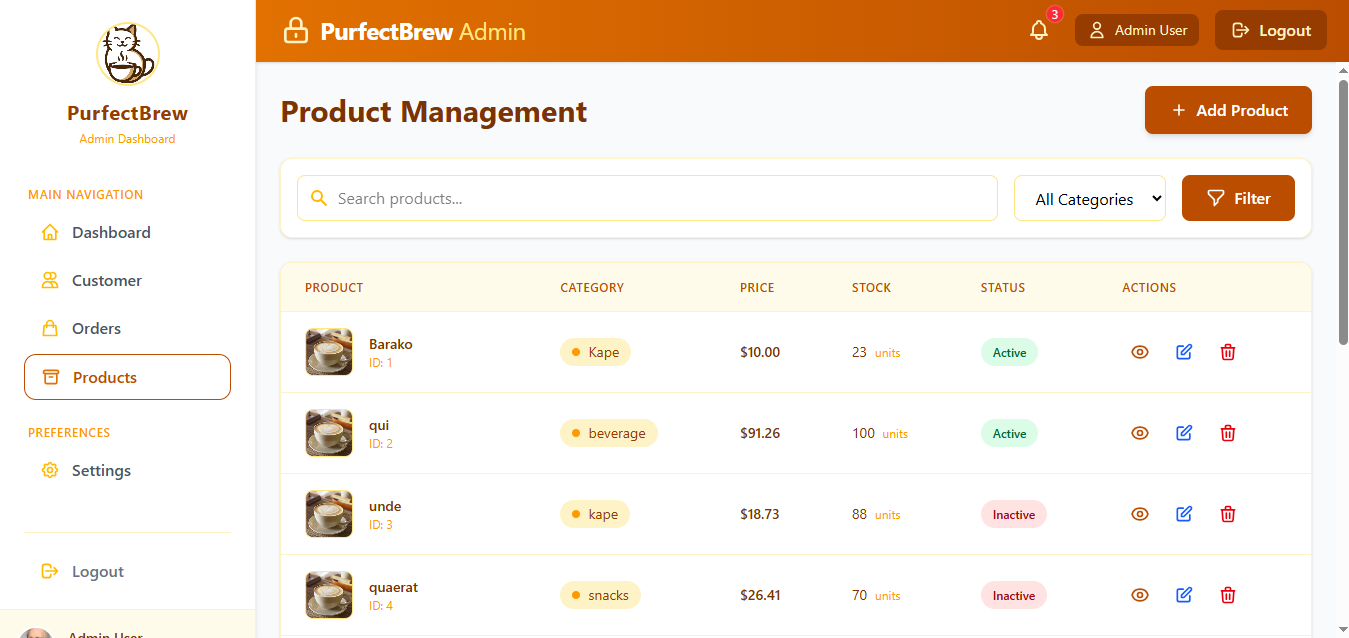 PurfectBrew
Admin Dashboard
MAIN NAVIGATION
Dashboard
Customer
Orders
Products
PREFERENCES
Settings
Logout
Admin User
PurfectBrew Admin
3
Admin User
Logout
Product Management
+ Add Product
Search products...
All Categories
Filter
PRODUCT CATEGORY PRICE STOCK STATUS ACTIONS
Barako Kape $10.00 23 units Active
ID: 1
qui beverage $91.26 100 units Active
ID: 2
unde kape $18.73 88 units Inactive
ID: 3
quaerat snacks $26.41 70 units Inactive
ID: 4